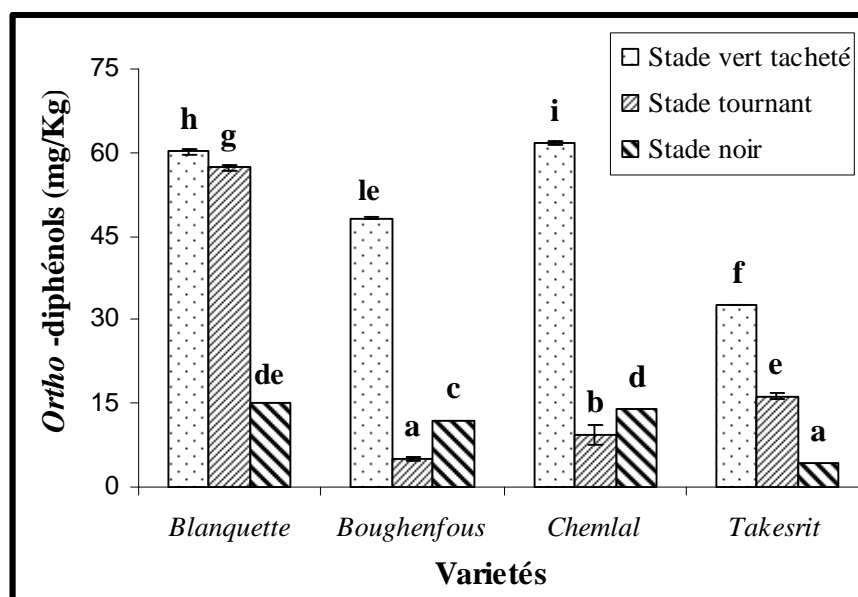 Ortho -diphénols (mg/Kg)
75
60
45
30
15
0
Stade vert tacheté
Stade tournant
Stade noir
h
g
de
le
a
c
i
b
d
f
e
a
Blanquette
Boughenfous
Chemlal
Takesrit
Varietés